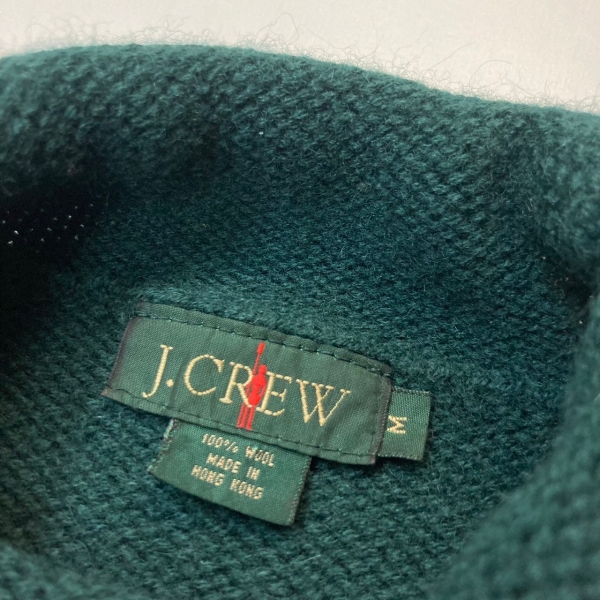 J.CREW
M
100% WOOL
MADE IN
HONG KONG